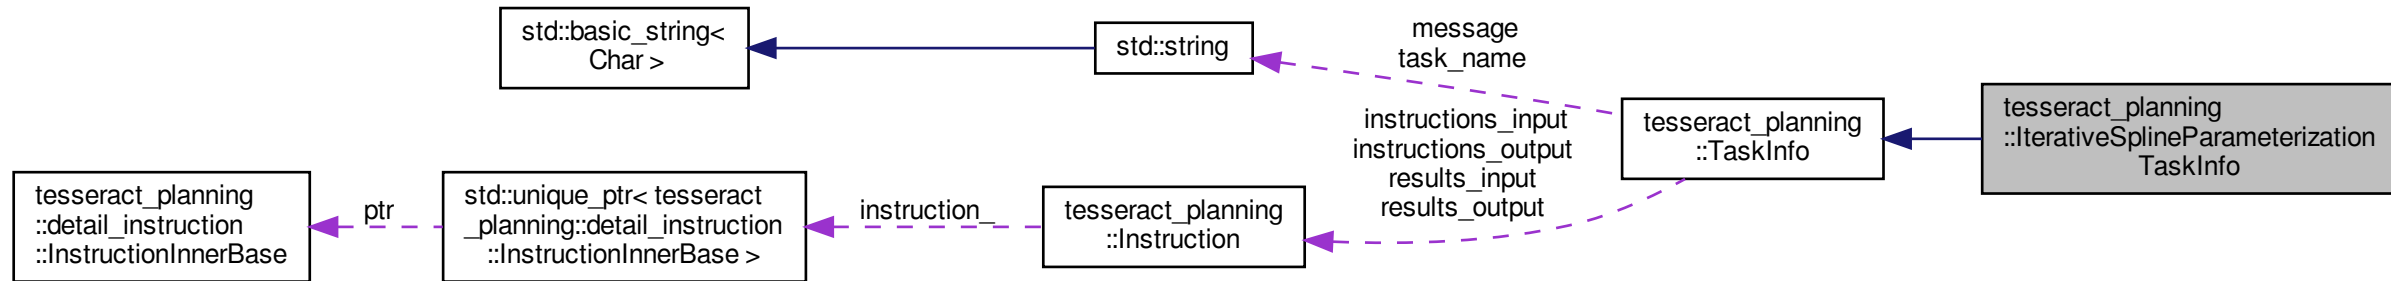 std::basic_string<
Char >
std::string
message
task_name
tesseract_planning
::IterativeSplineParameterization
TaskInfo
tesseract_planning
::TaskInfo
instructions_input
instructions_output
results_input
results_output
tesseract_planning
::detail_instruction
::InstructionInnerBase
ptr
std::unique_ptr< tesseract
_planning::detail_instruction
::InstructionInnerBase >
instruction_
tesseract_planning
::Instruction